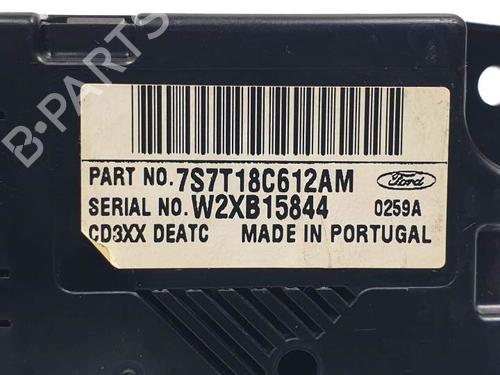 B-PARTS
PART NO. 7S7T18C612AM
Ford
SERIAL NO. W2XB15844 0259A
CD3XX DEATC MADE IN PORTUGAL